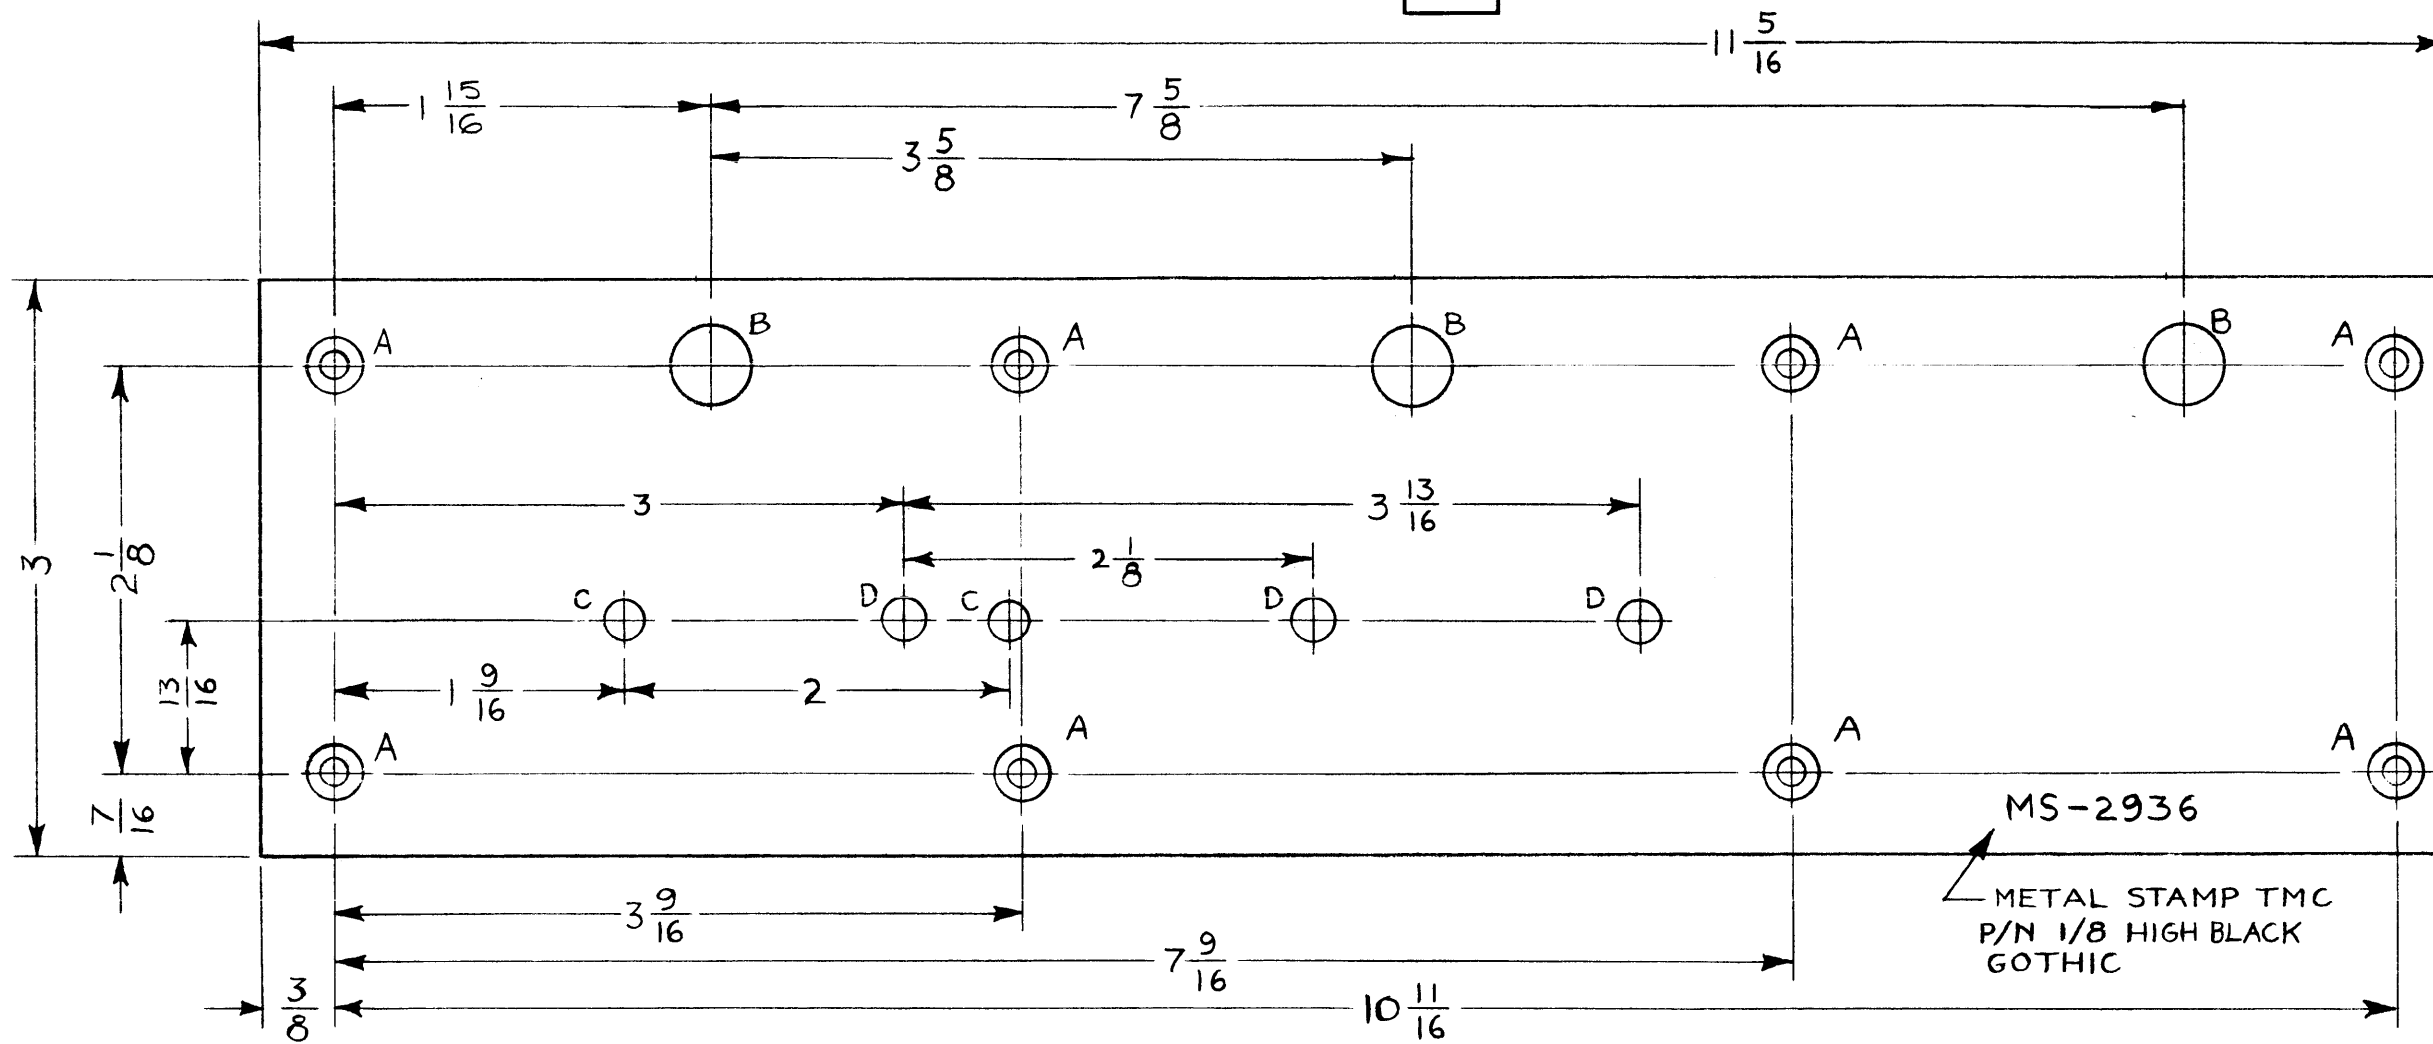 11 5/16
1 15/16
7 5/8
3 5/8
A B A B A B A
3
3 13/16
2 1/8
3
2 1/8
C D C D D
13/16
1 9/16
2
A A A A
7/16
MS-2936
3 9/16
METAL STAMP TMC
P/N 1/8 HIGH BLACK
GOTHIC
7 9/16
3/8
10 11/16